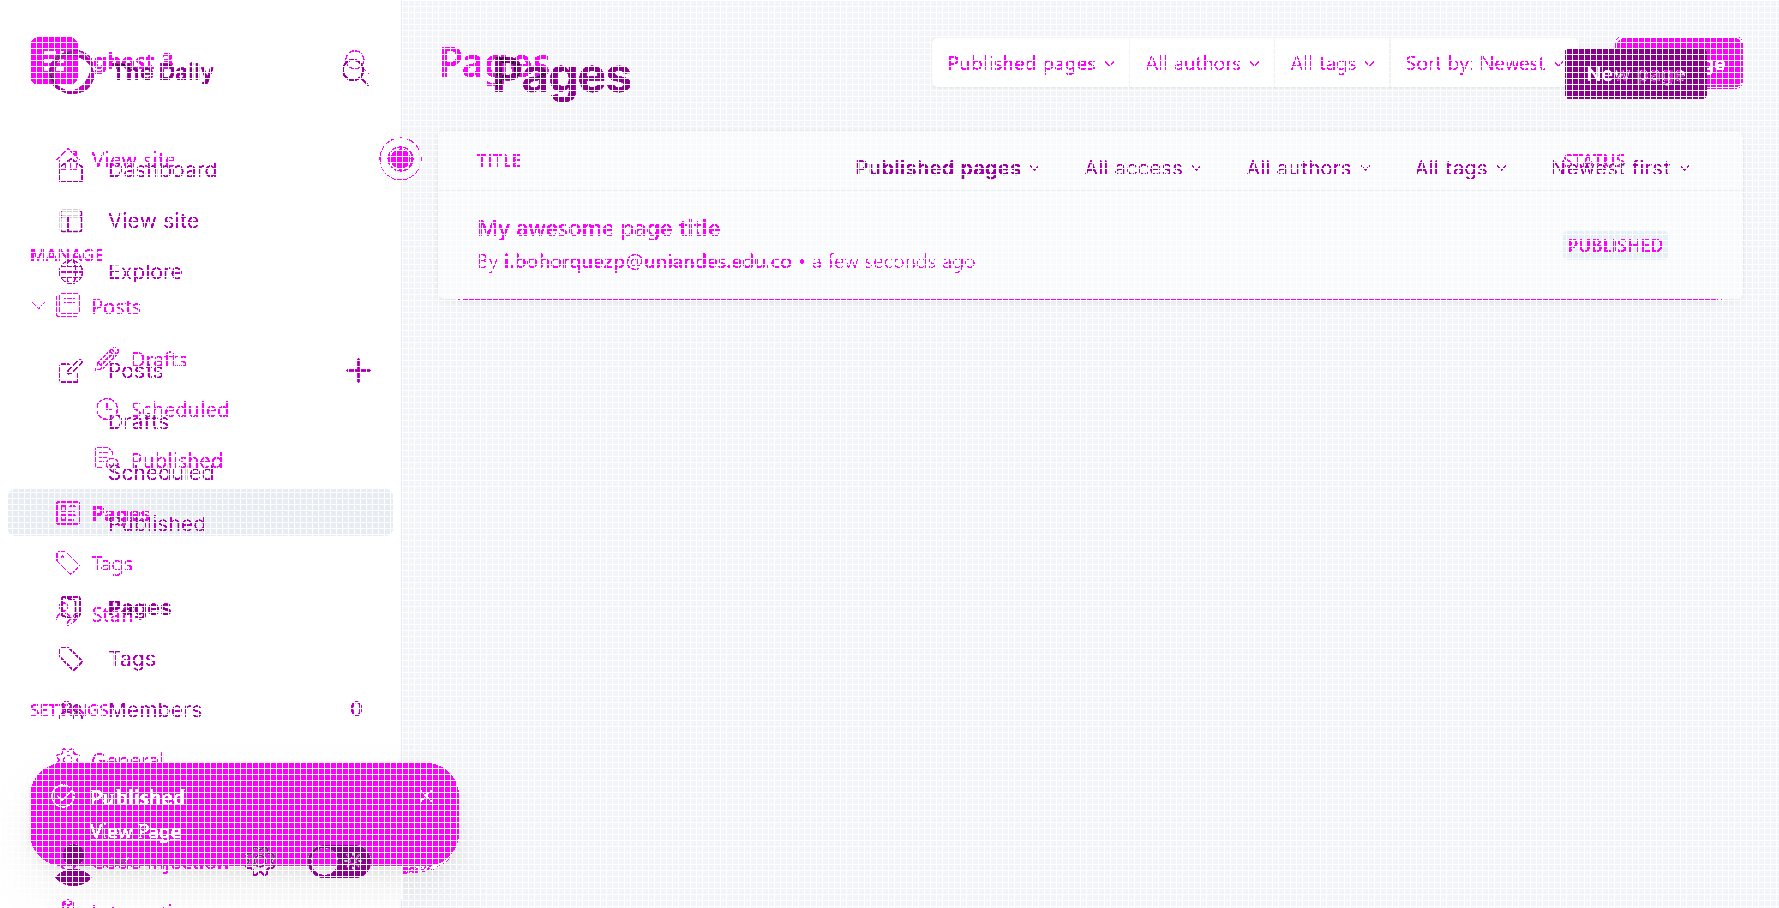 Ghost 3
The Daily
View site
Dashboard
View site
MANAGE
Explore
Posts
Drafts
Posts
Scheduled
Drafts
Published
Scheduled
Pages
Published
Tags
Pages
Staff
Tags
SETTINGS
Members 0
General
Published
View Page
Pages
Pages
Published pages All authors All tags Sort by: Newest
New page
TITLE STATUS
Published pages All access All authors All tags Newest first
My awesome page title
By i.bohorquezp@uniandes.edu.co • a few seconds ago
PUBLISHED